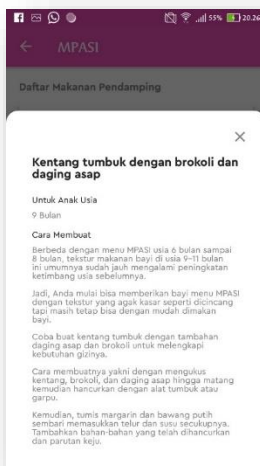 55% 20.26
MPASI
Daftar Makanan Pendamping
Kentang tumbuk dengan brokoli dan
daging asap
Untuk Anak Usia
9 Bulan
Cara Membuat
Berbeda dengan menu MPASI usia 6 bulan sampai
8 bulan, tekstur makanan bayi di usia 9-11 bulan
ini umumnya sudah jauh mengalami peningkatan
ketimbang usia sebelumnya.
Jadi, Anda mulai bisa memberikan bayi menu MPASI
dengan tekstur yang agak kasar seperti dicincang
tapi masih tetap bisa dengan mudah dimakan
bayi.
Coba buat kentang tumbuk dengan tambahan
daging asap dan brokoli untuk melengkapi
kebutuhan gizinya.
Cara membuatnya yakni dengan mengukus
kentang, brokoli, dan daging asap hingga matang
kemudian hancurkan dengan alat tumbuk atau
garpu.
Kemudian, tumis margarin dan bawang putih
sembari memasukkan telur dan susu secukupnya.
Tambahkan bahan-bahan yang telah dihancurkan
dan parutan keju.